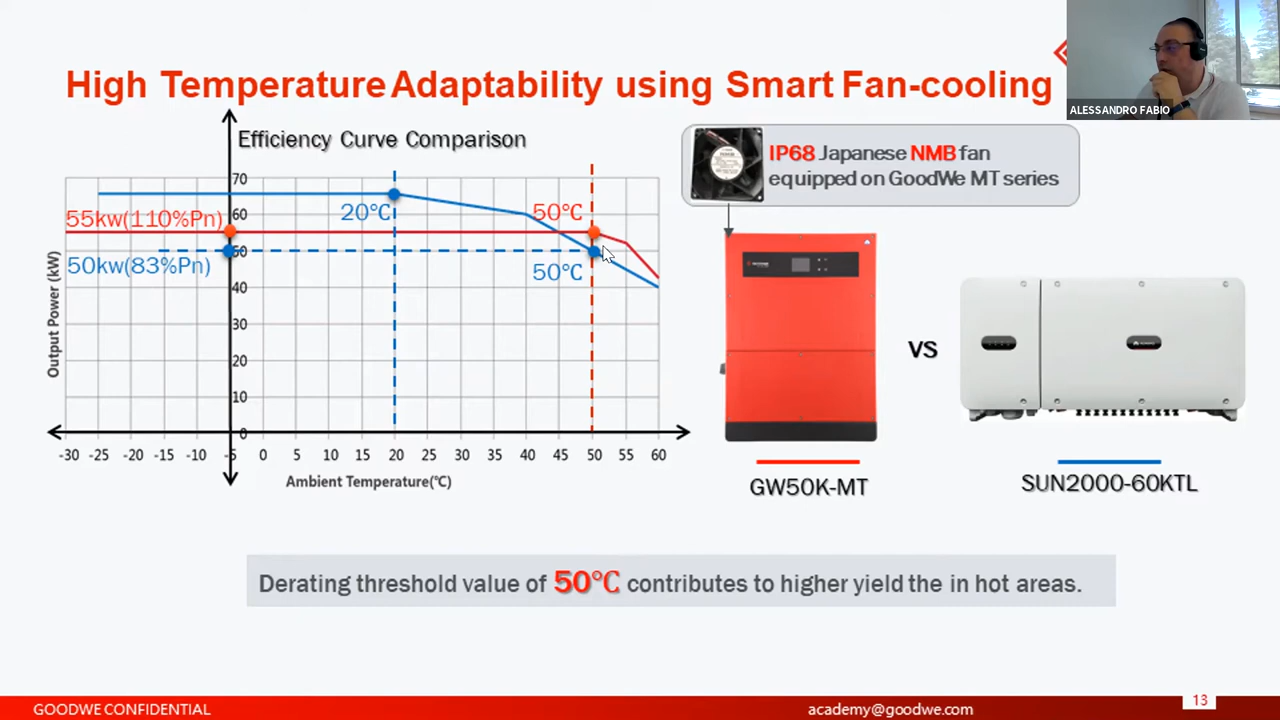 High Temperature Adaptability using Smart Fan-cooling
ALESSANDRO FABIO
Efficiency Curve Comparison
IP68 Japanese NMB fan
equipped on GoodWe MT series
70
60
50
40
30
20
10
0
Output Power (kW)
55kw(110%Pn)
50kw(83%Pn)
20℃
50℃
50℃
-30 -25 -20 -15 -10 -5 0 5 10 15 20 25 30 35 40 45 50 55 60
Ambient Temperature(℃)
VS
GW50K-MT
SUN2000-60KTL
Derating threshold value of 50℃ contributes to higher yield the in hot areas.
GOODWE CONFIDENTIAL
academy@goodwe.com
13